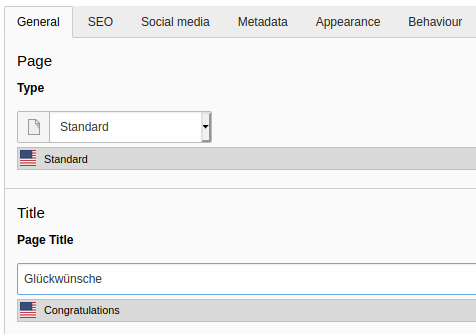 General SEO Social media Metadata Appearance Behaviour
Page
Type
Standard
Standard
Title
Page Title
Glückwünsche
Congratulations